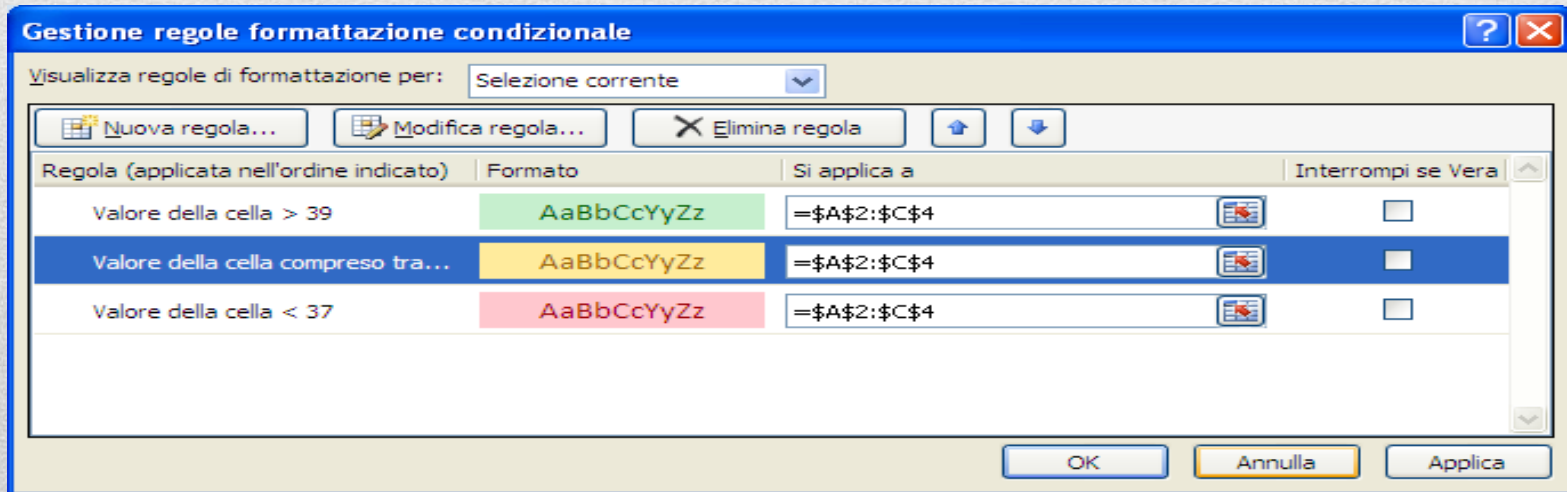 Gestione regole formattazione condizionale
Visualizza regole di formattazione per: Selezione corrente
Nuova regola... Modifica regola... Elimina regola
Regola (applicata nell'ordine indicato) Formato Si applica a Interrompi se Vera
Valore della cella > 39 AaBbCcYyZz =$A$2:$C$4
Valore della cella compreso tra... AaBbCcYyZz =$A$2:$C$4
Valore della cella < 37 AaBbCcYyZz =$A$2:$C$4
OK Annulla Applica